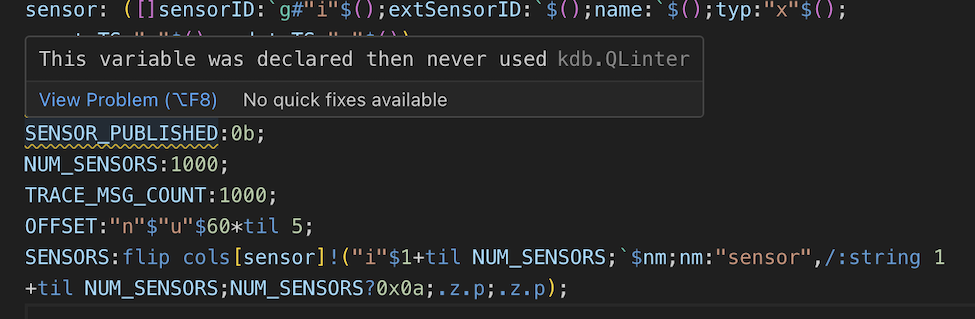 sensor: ([]sensorID:`g#"i"$();extSensorID:`$();name:`$();typ:"x"$();
This variable was declared then never used kdb.QLinter
View Problem (⌥F8) No quick fixes available
SENSOR_PUBLISHED:0b;
NUM_SENSORS:1000;
TRACE_MSG_COUNT:1000;
OFFSET:"n"$"u"$60*til 5;
SENSORS:flip cols[sensor]!("i"$1+til NUM_SENSORS;`$nm;nm:"sensor",/:string 1
+til NUM_SENSORS;NUM_SENSORS?0x0a;.z.p;.z.p);